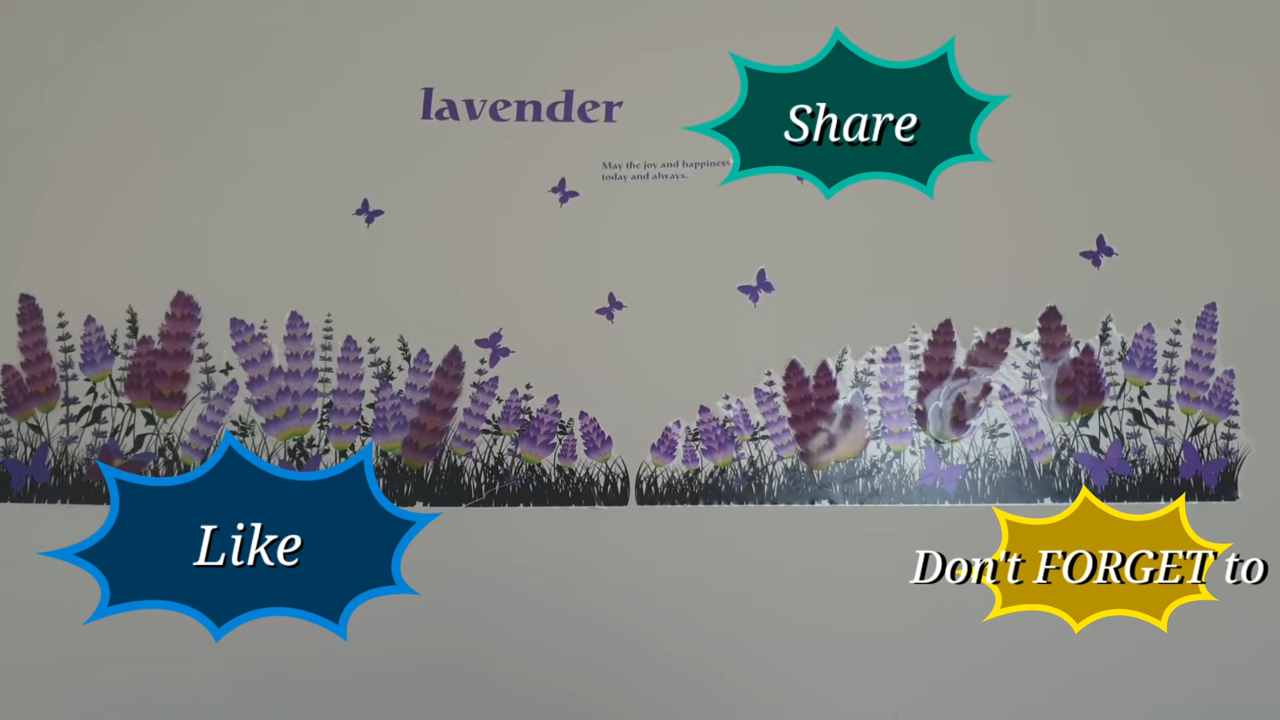 lavender
Share
May the joy and happiness
today and always.
Like
Don't FORGET to